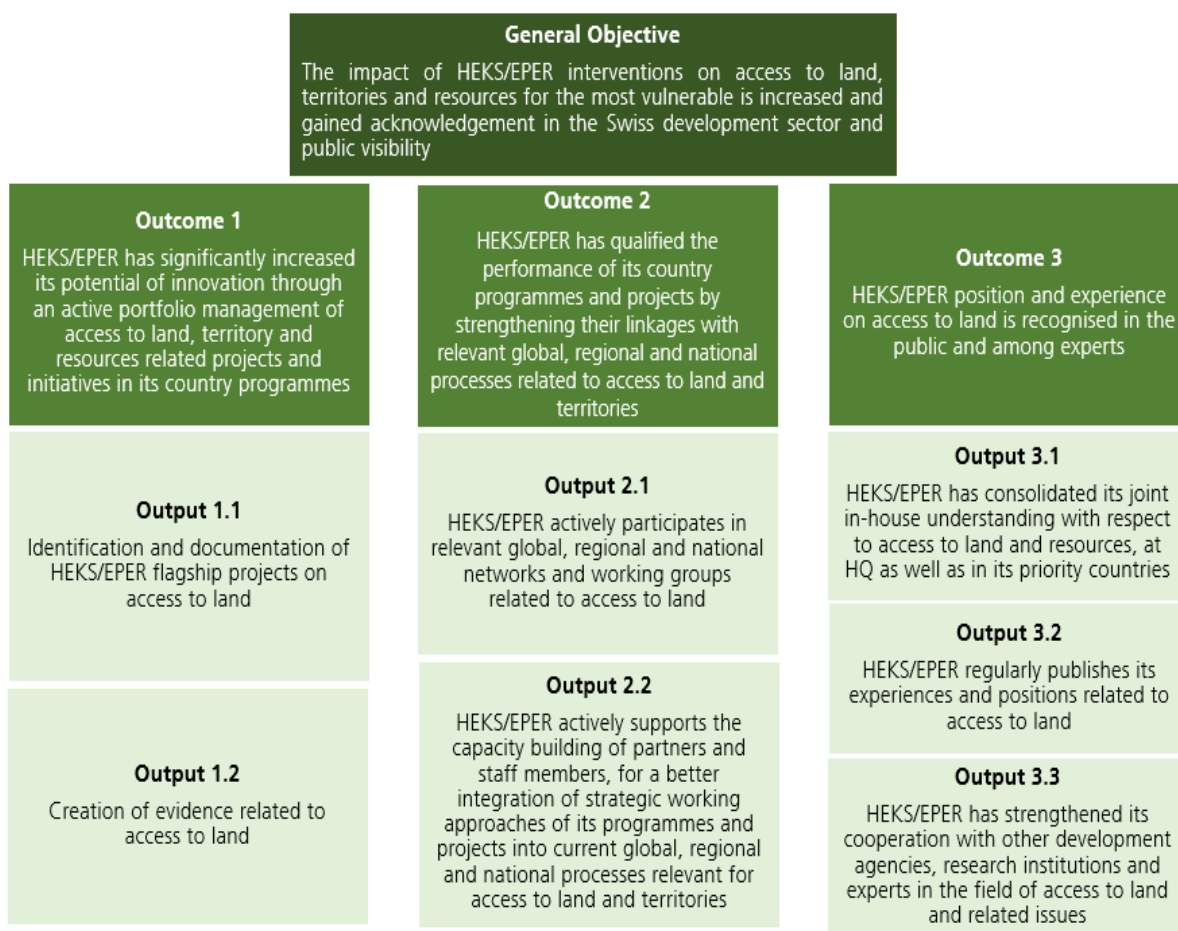 General Objective
The impact of HEKS/EPER interventions on access to land,
territories and resources for the most vulnerable is increased and
gained acknowledgement in the Swiss development sector and
public visibility
Outcome 1
HEKS/EPER has significantly increased
its potential of innovation through
an active portfolio management of
access to land, territory and
resources related projects and
initiatives in its country programmes
Output 1.1
Identification and documentation of
HEKS/EPER flagship projects on
access to land
Output 1.2
Creation of evidence related to
access to land
Outcome 2
HEKS/EPER has qualified the
performance of its country
programmes and projects by
strengthening their linkages with
relevant global, regional and national
processes related to access to land and
territories
Output 2.1
HEKS/EPER actively participates in
relevant global, regional and national
networks and working groups
related to access to land
Output 2.2
HEKS/EPER actively supports the
capacity building of partners and
staff members, for a better
integration of strategic working
approaches of its programmes and
projects into current global, regional
and national processes relevant for
access to land and territories
Outcome 3
HEKS/EPER position and experience
on access to land is recognised in the
public and among experts
Output 3.1
HEKS/EPER has consolidated its joint
in-house understanding with respect
to access to land and resources, at
HQ as well as in its priority countries
Output 3.2
HEKS/EPER regularly publishes its
experiences and positions related to
access to land
Output 3.3
HEKS/EPER has strengthened its
cooperation with other development
agencies, research institutions and
experts in the field of access to land
and related issues